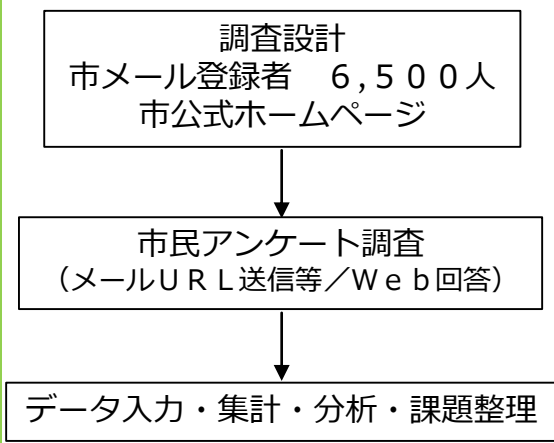 調査設計
市メール登録者　６,５００人
市公式ホームページ
市民アンケート調査
（メールＵＲＬ送信等／Ｗｅｂ回答）
データ入力・集計・分析・課題整理